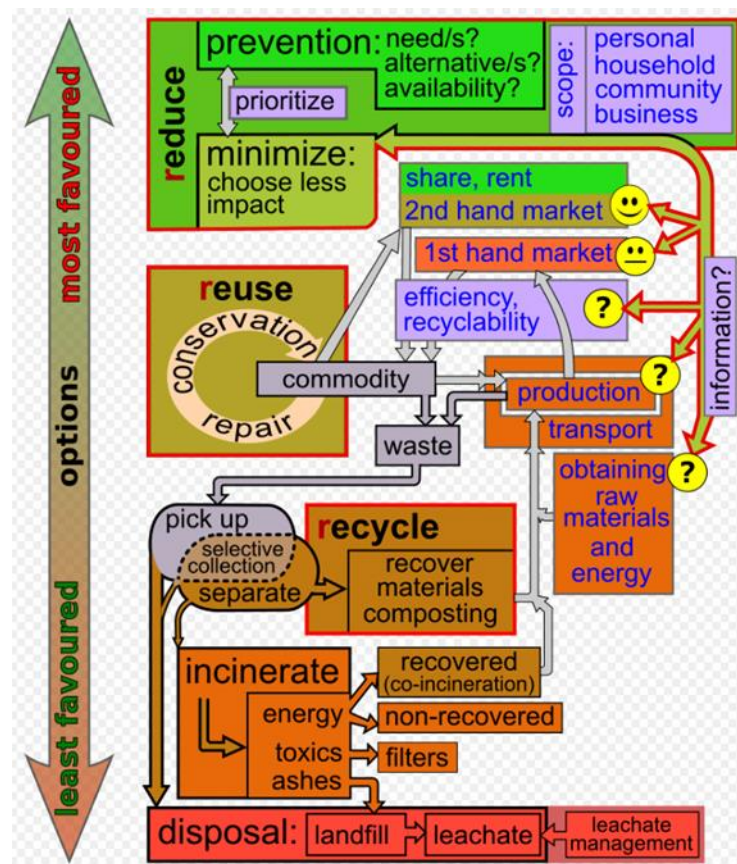 most favoured
options
least favoured
reduce
prevention:
need/s?
alternative/s?
availability?
scope:
personal
household
community
business
prioritize
minimize:
choose less
impact
share, rent
2nd hand market
1st hand market
efficiency,
recyclability
?
information?
reuse
conservation
repair
commodity
production
?
transport
waste
obtaining
raw
materials
and
energy
?
pick up
selective
collection
separate
recycle
recover
materials
composting
incinerate
energy
toxics
ashes
recovered
(co-incineration)
non-recovered
filters
disposal:
landfill
leachate
leachate
management